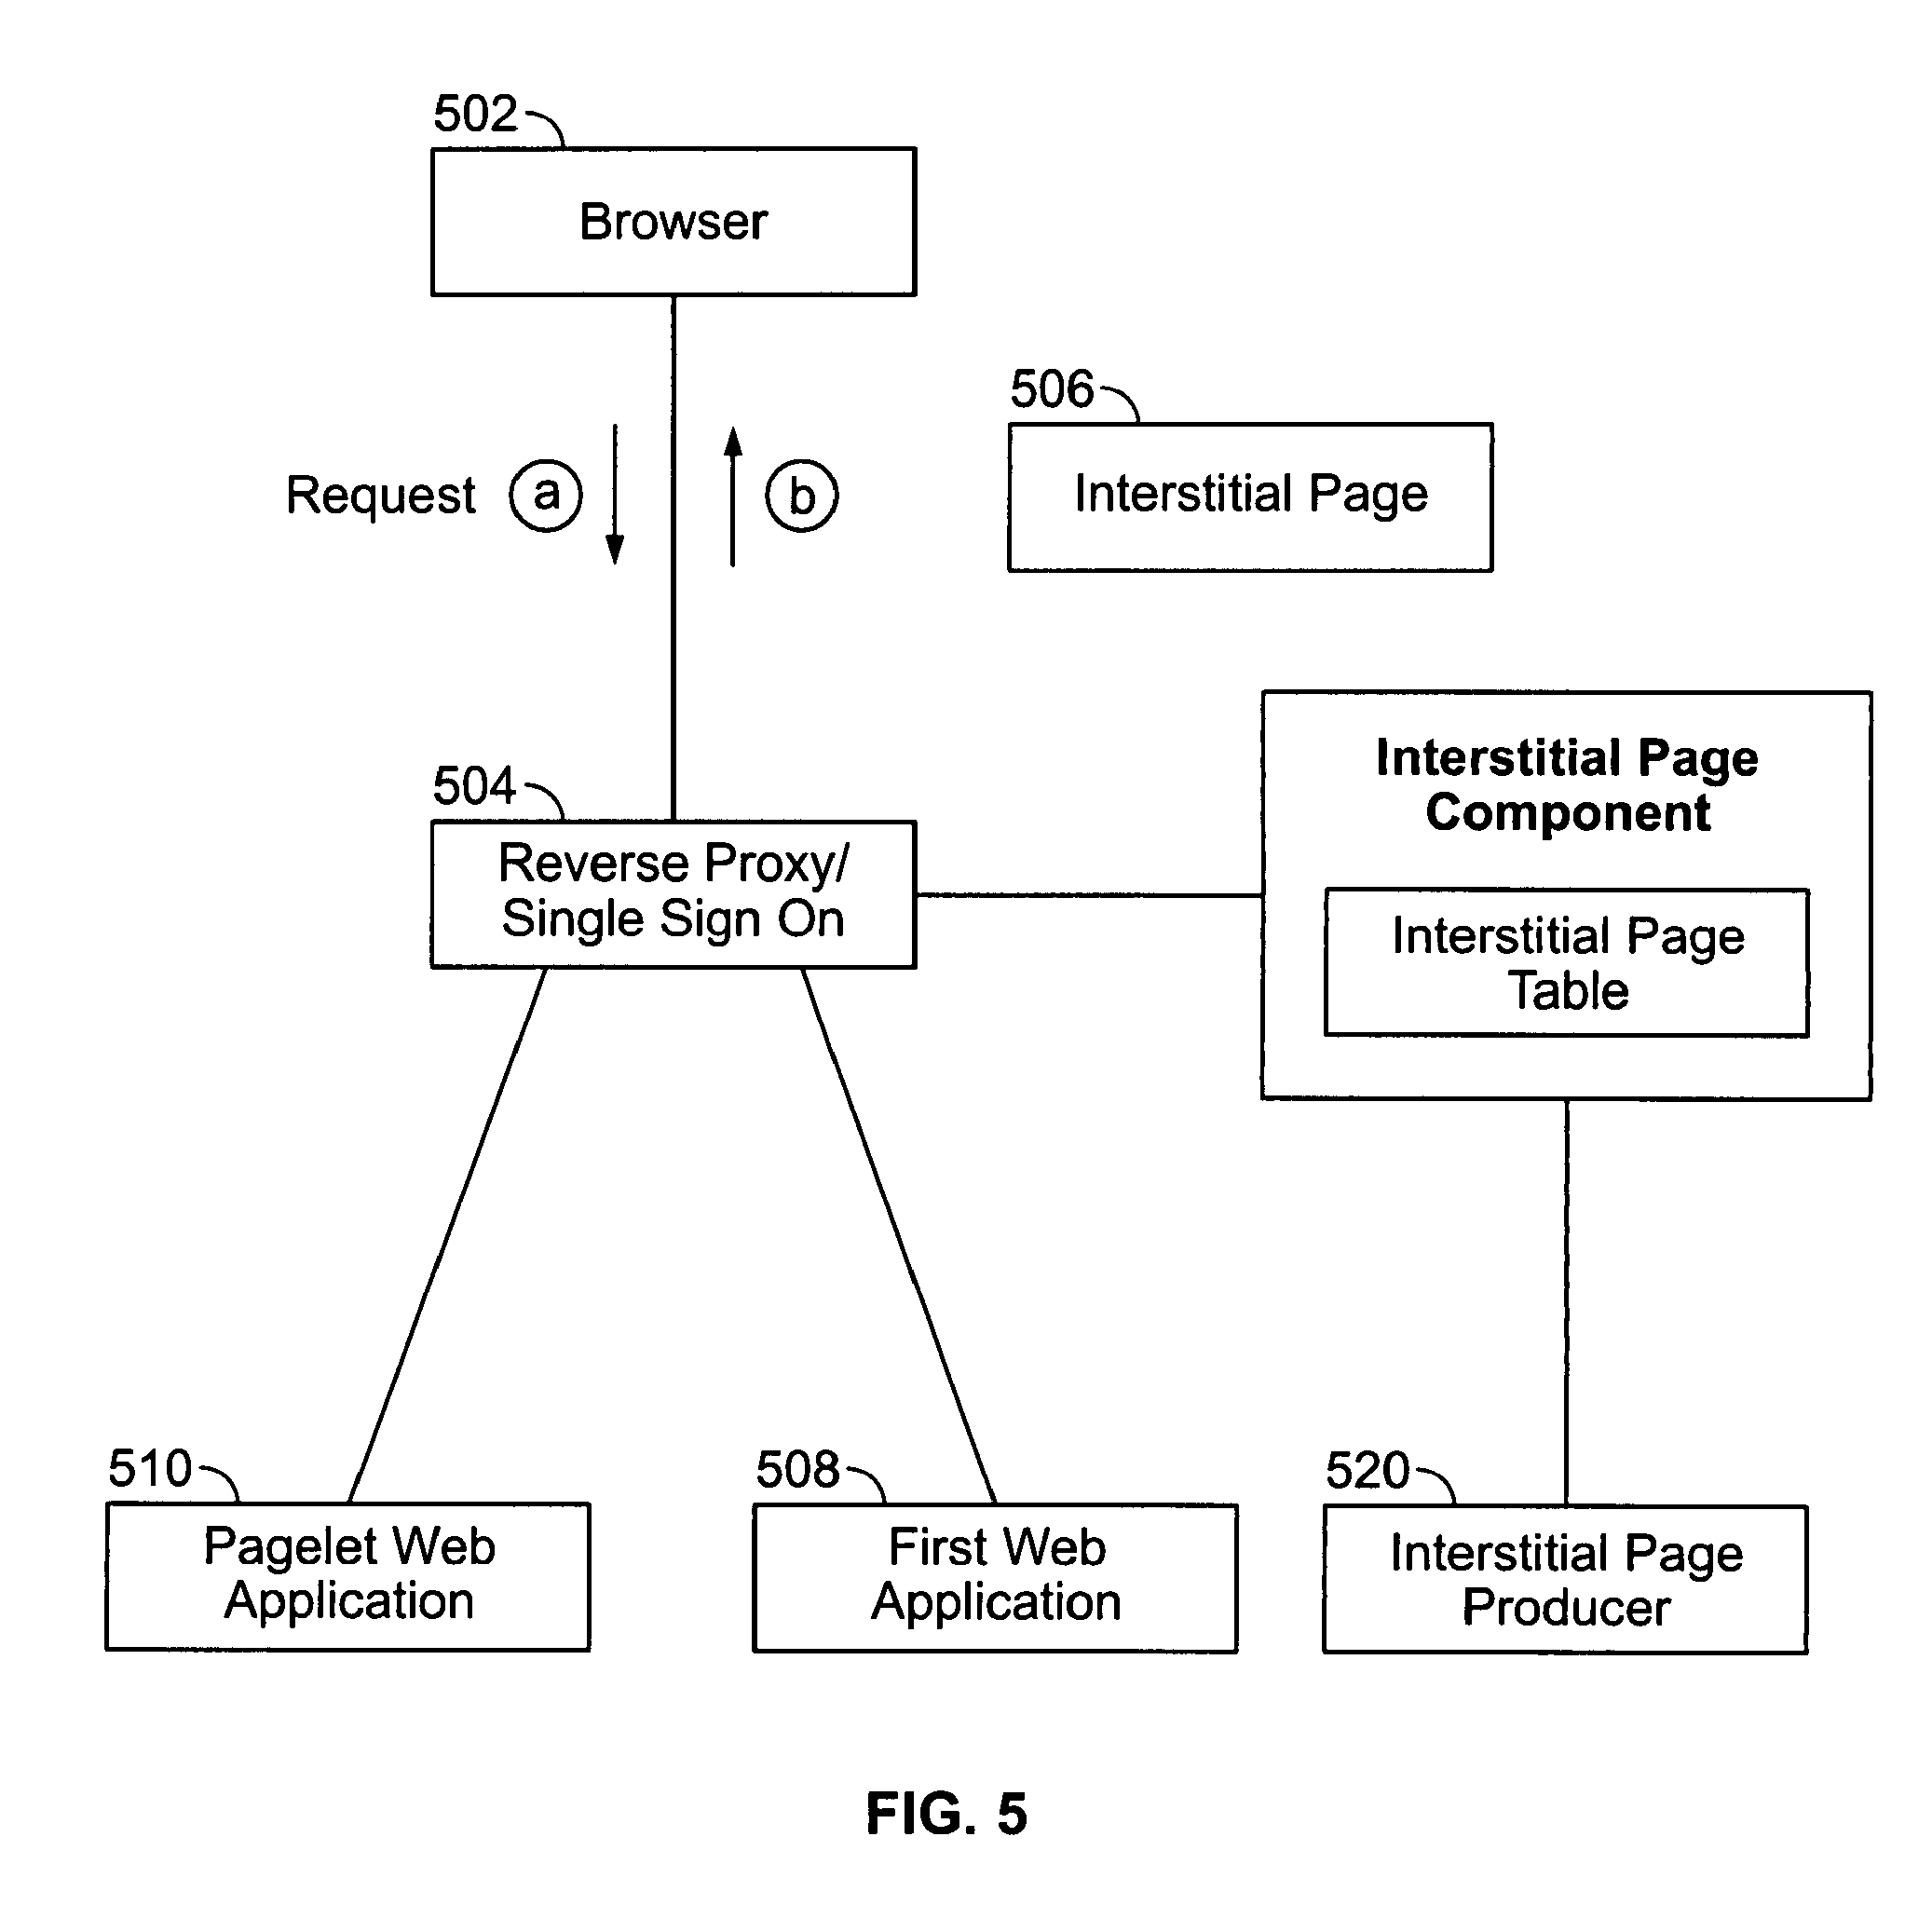 502
Browser
506
Interstitial Page
Request
a
b
Interstitial Page
Component
504
Reverse Proxy/
Single Sign On
Interstitial Page
Table
510
Pagelet Web
Application
508
First Web
Application
520
Interstitial Page
Producer
FIG. 5